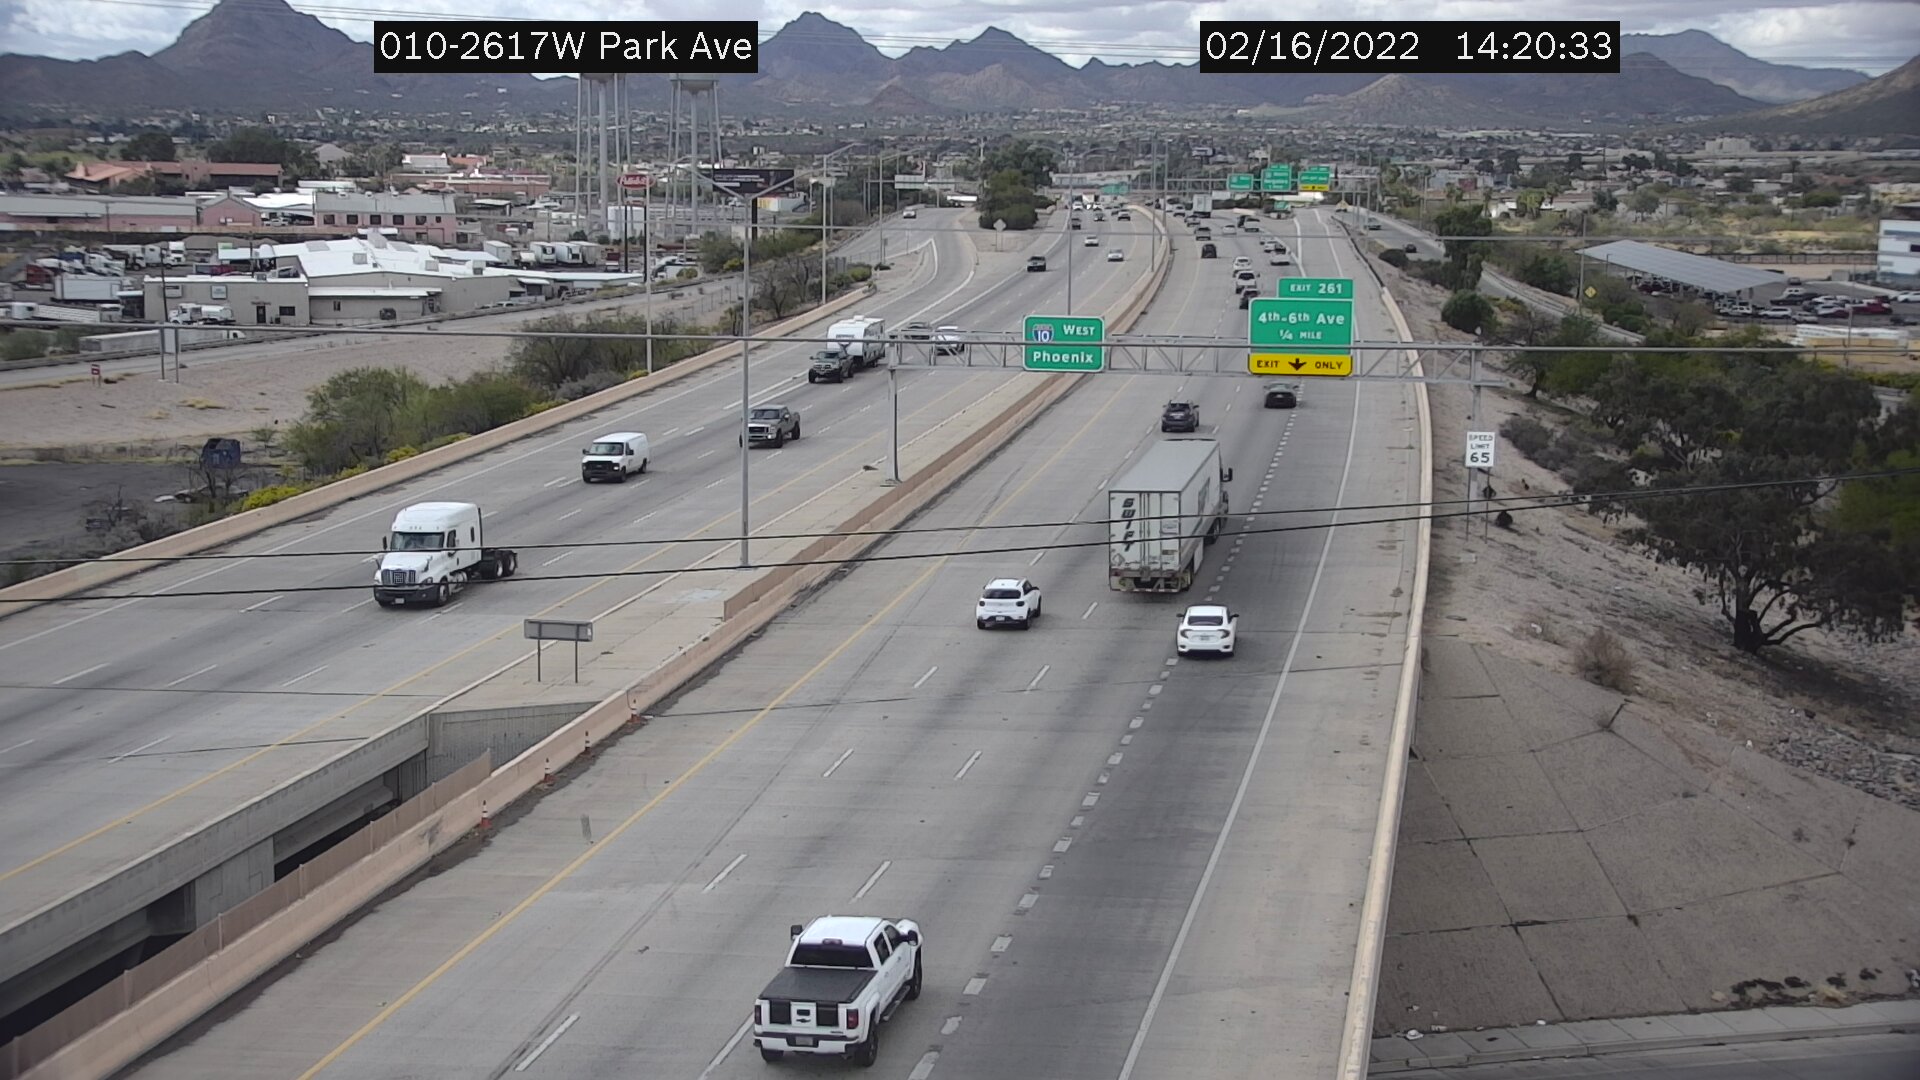 010-2617W Park Ave
02/16/2022 14:20:33
EXIT 261
4th-6th Ave
1/4 MILE
EXIT ONLY
10 WEST
Phoenix
SPEED
LIMIT
65
SWIFT